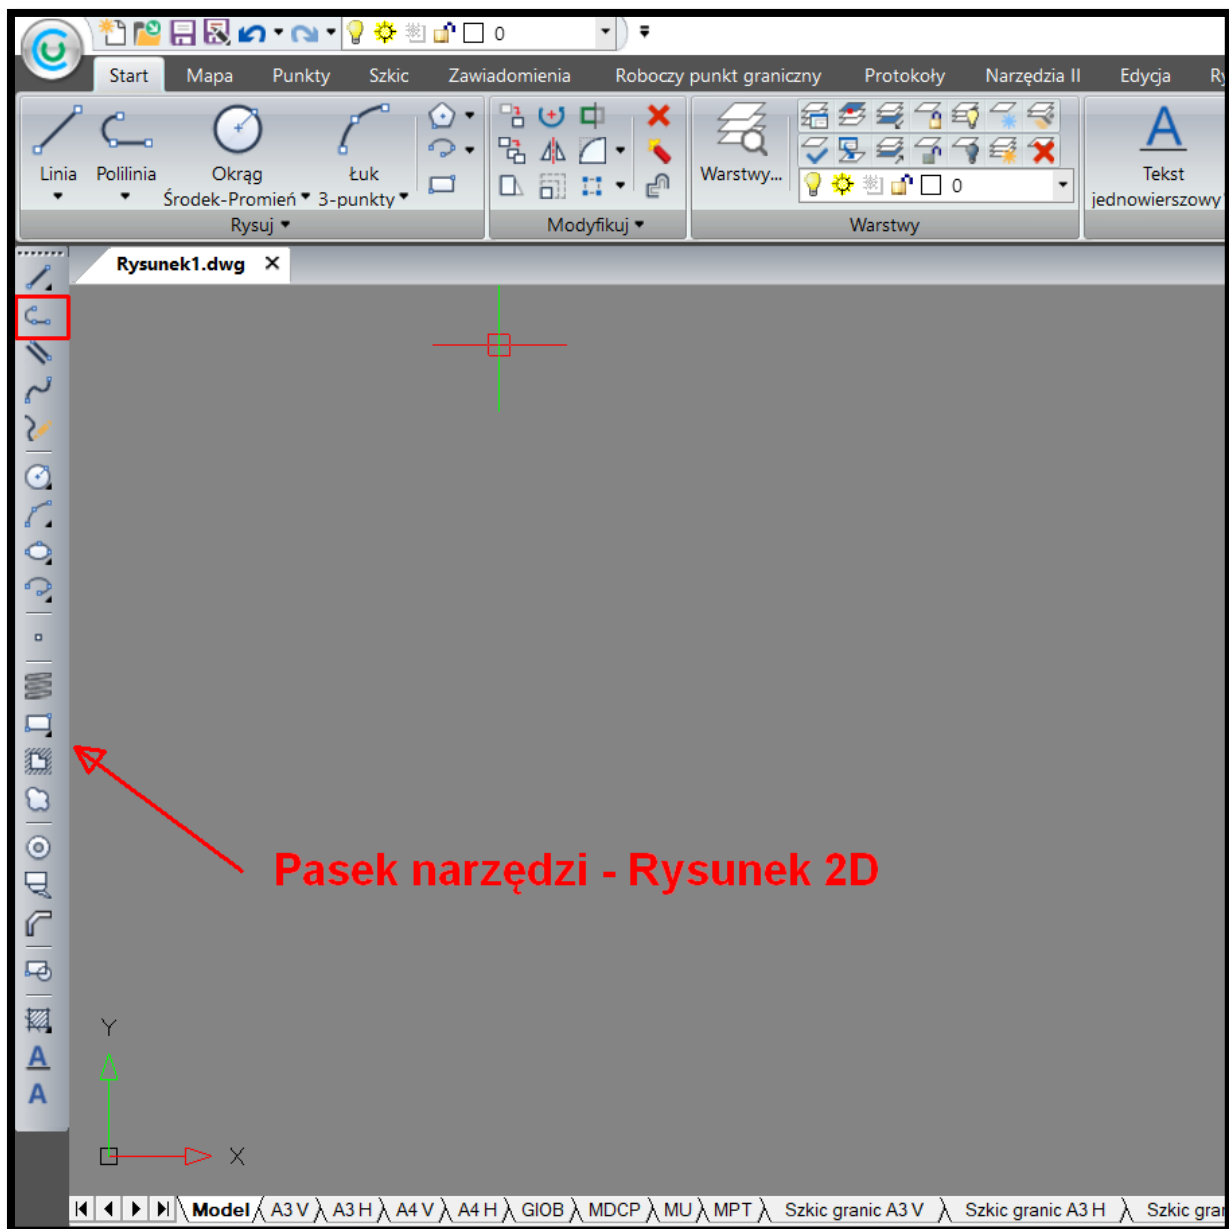 0
Start Mapa Punkty Szkic Zawiadomienia Roboczy punkt graniczny Protokoły Narzędzia II Edycja
Linia Polilinia Okrąg Łuk Warstwy... Tekst
Środek-Promień 3-punkty 0 jednowierszowy
Rysuj Modyfikuj Warstwy
Rysunek1.dwg
Pasek narzędzi - Rysunek 2D
Y
A
A
X
Model A3 V A3 H A4 V A4 H GIOB MDCP MU MPT Szkic granic A3 V Szkic granic A3 H Szkic